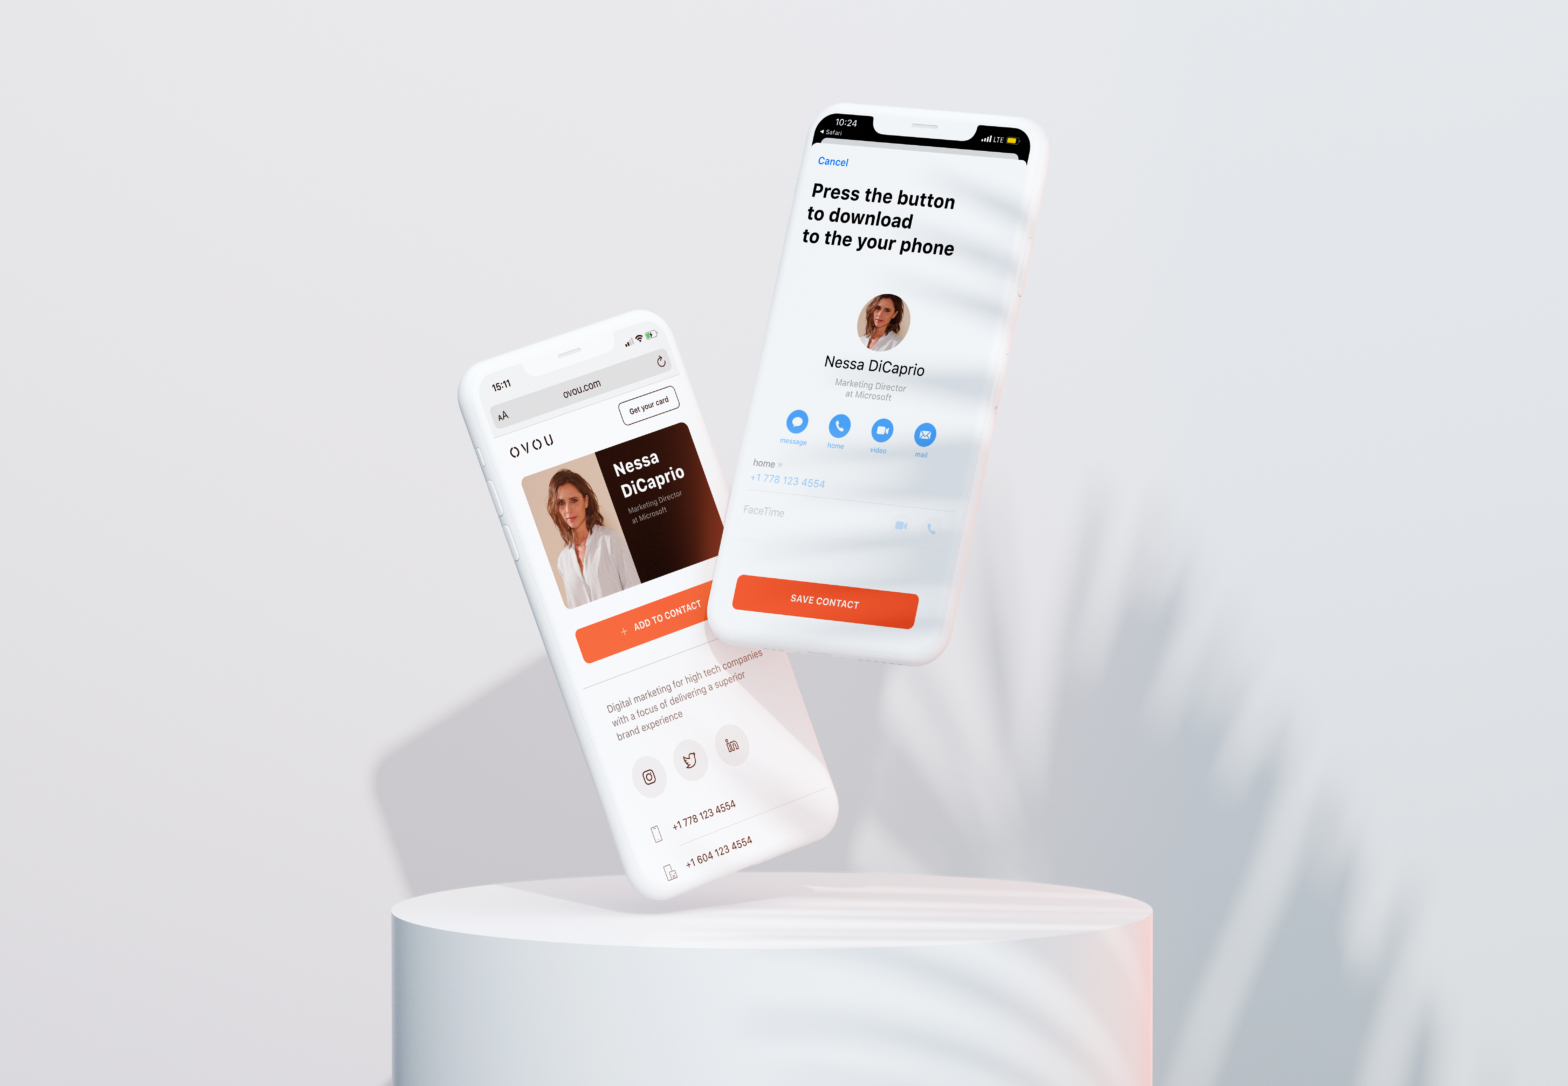 15:11
AA
ovou.com
OVOU
Get your card
Nessa
DiCaprio
Marketing Director
at Microsoft
+ ADD TO CONTACT
Digital marketing for high tech companies
with a focus of delivering a superior
brand experience
in
+1 778 123 4554
+1 604 123 4554
10:24
Safari
LTE
Cancel
Press the button
to download
to the your phone
Nessa DiCaprio
Marketing Director
at Microsoft
message
home
video
mail
home
+1 778 123 4554
FaceTime
SAVE CONTACT